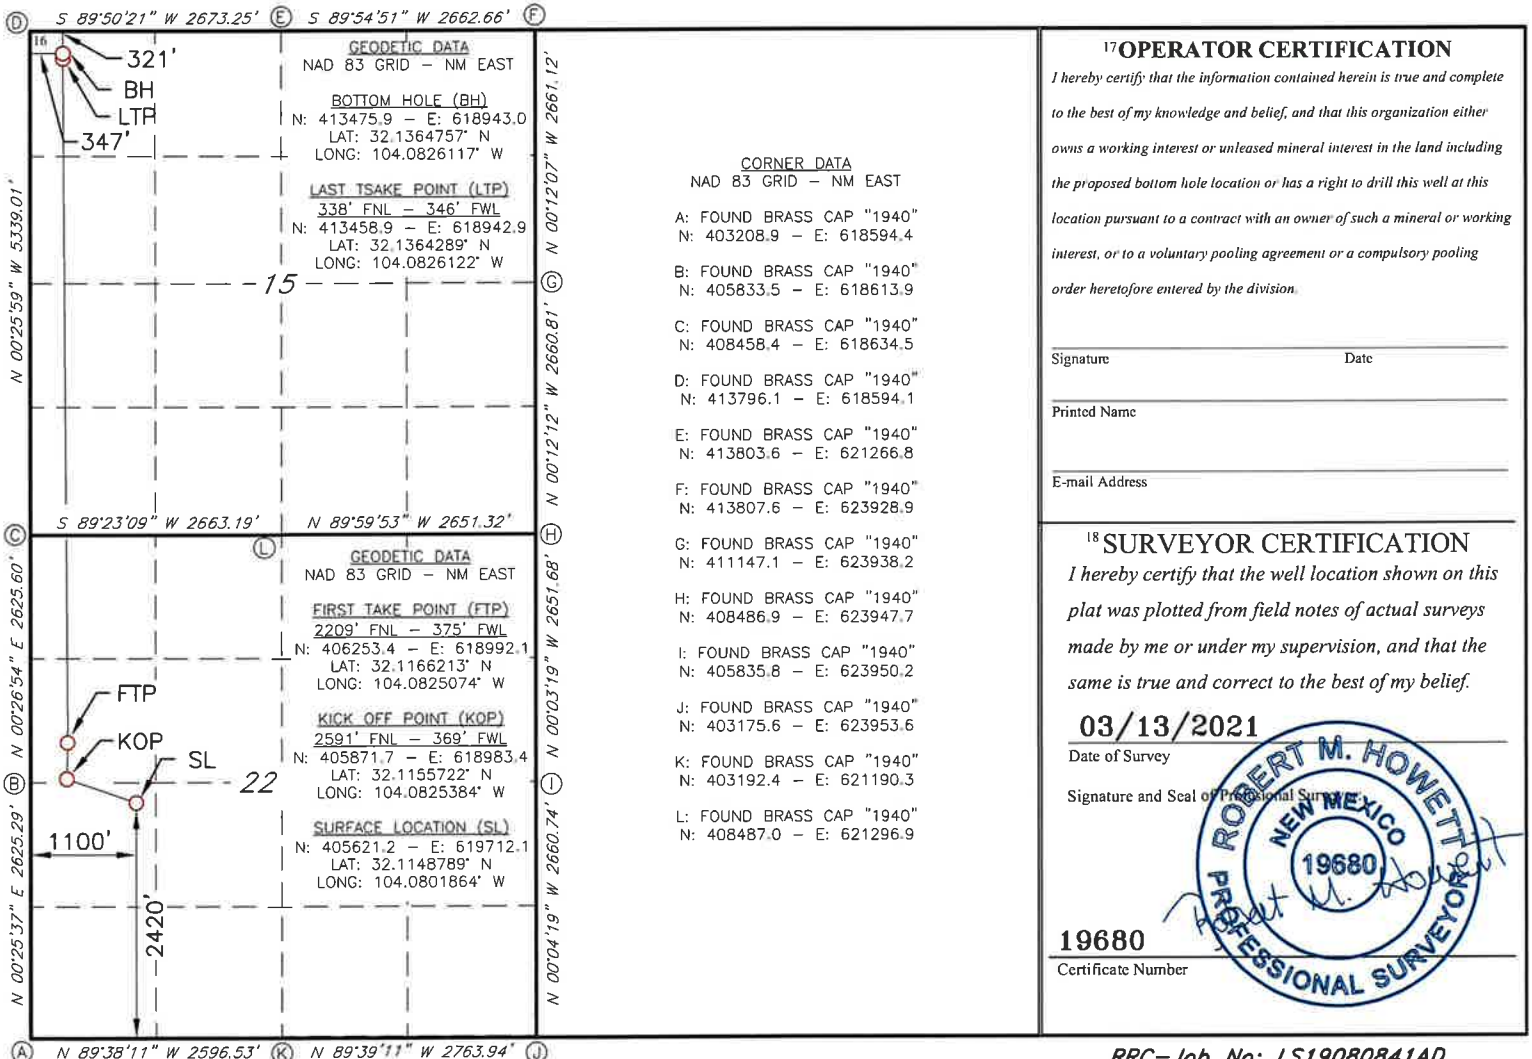 D S 89°50'21" W 2673.25' E S 89°54'51" W 2662.66' F
16
321'
BH
LTP
347'
GEODETIC DATA
NAD 83 GRID – NM EAST
BOTTOM HOLE (BH)
N: 413475.9 – E: 618943.0
LAT: 32.1364757° N
LONG: 104.0826117° W
LAST TSAKE POINT (LTP)
338' FNL – 346' FWL
N: 413458.9 – E: 618942.9
LAT: 32.1364289° N
LONG: 104.0826122° W
15
N 00°25'59" W 5339.01'
N 00°12'07" W 2661.12'
G
N 00°12'12" W 2660.81'
S 89°23'09" W 2663.19' N 89°59'53" W 2651.32'
C
L
H
GEODETIC DATA
NAD 83 GRID – NM EAST
FIRST TAKE POINT (FTP)
2209' FNL – 375' FWL
N: 406253.4 – E: 618992.1
LAT: 32.1166213° N
LONG: 104.0825074° W
KICK OFF POINT (KOP)
2591' FNL – 369' FWL
N: 405871.7 – E: 618983.4
LAT: 32.1155722° N
LONG: 104.0825384° W
SURFACE LOCATION (SL)
N: 405621.2 – E: 619712.1
LAT: 32.1148789° N
LONG: 104.0801864° W
FTP
KOP
SL
22
B
I
1100'
2420'
N 00°26'54" E 2625.60'
N 00°25'37" E 2625.29'
N 00°03'19" W 2651.68'
N 00°04'19" W 2660.74'
A N 89°38'11" W 2596.53' K N 89°39'11" W 2763.94' J
CORNER DATA
NAD 83 GRID – NM EAST
A: FOUND BRASS CAP "1940"
N: 403208.9 – E: 618594.4
B: FOUND BRASS CAP "1940"
N: 405833.5 – E: 618613.9
C: FOUND BRASS CAP "1940"
N: 408458.4 – E: 618634.5
D: FOUND BRASS CAP "1940"
N: 413796.1 – E: 618594.1
E: FOUND BRASS CAP "1940"
N: 413803.6 – E: 621266.8
F: FOUND BRASS CAP "1940"
N: 413807.6 – E: 623928.9
G: FOUND BRASS CAP "1940"
N: 411147.1 – E: 623938.2
H: FOUND BRASS CAP "1940"
N: 408486.9 – E: 623947.7
I: FOUND BRASS CAP "1940"
N: 405835.8 – E: 623950.2
J: FOUND BRASS CAP "1940"
N: 403175.6 – E: 623953.6
K: FOUND BRASS CAP "1940"
N: 403192.4 – E: 621190.3
L: FOUND BRASS CAP "1940"
N: 408487.0 – E: 621296.9
17 OPERATOR CERTIFICATION
I hereby certify that the information contained herein is true and complete
to the best of my knowledge and belief, and that this organization either
owns a working interest or unleased mineral interest in the land including
the proposed bottom hole location or has a right to drill this well at this
location pursuant to a contract with an owner of such a mineral or working
interest, or to a voluntary pooling agreement or a compulsory pooling
order heretofore entered by the division.
Signature Date
Printed Name
E-mail Address
18 SURVEYOR CERTIFICATION
I hereby certify that the well location shown on this
plat was plotted from field notes of actual surveys
made by me or under my supervision, and that the
same is true and correct to the best of my belief.
03/13/2021
Date of Survey
Signature and Seal of Professional Surveyor:
ROBERT M. HOWETT
NEW MEXICO
19680
PROFESSIONAL SURVEYOR
Robert M. Howett
19680
Certificate Number
RRC-Job No: LS19080841AD